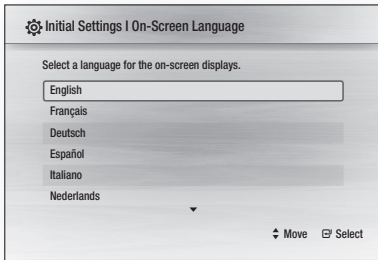 Initial Settings I On-Screen Language
Select a language for the on-screen displays.
English
Français
Deutsch
Español
Italiano
Nederlands
Move Select